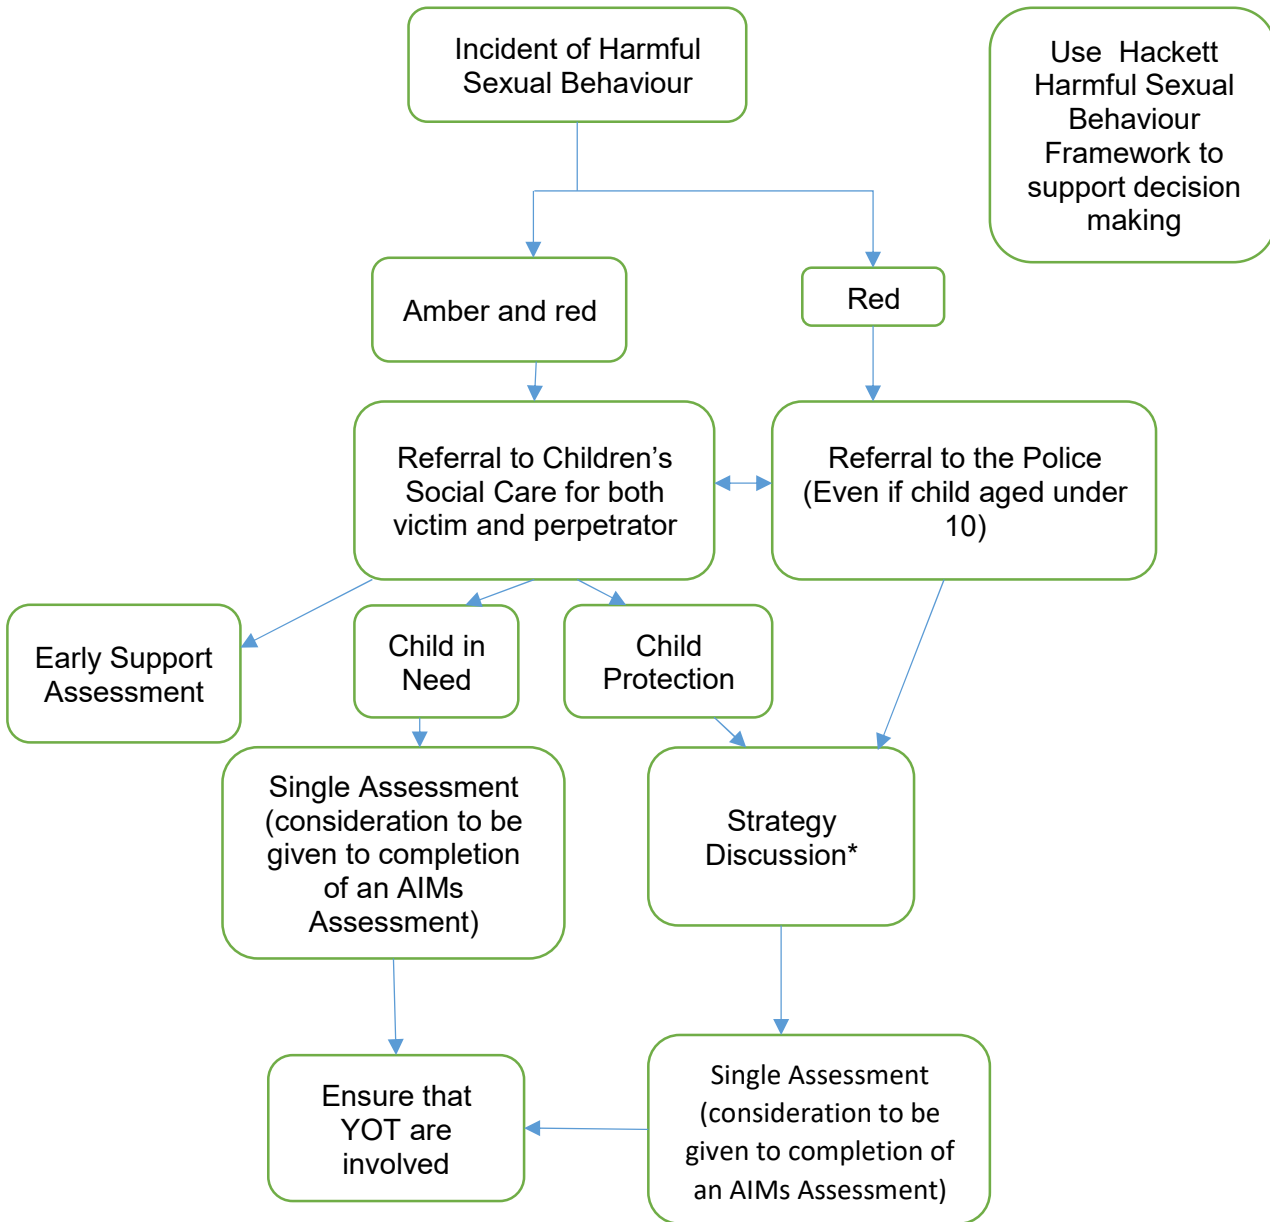 Incident of Harmful
Sexual Behaviour
Use Hackett
Harmful Sexual
Behaviour
Framework to
support decision
making
Amber and red
Red
Referral to Children’s
Social Care for both
victim and perpetrator
Referral to the Police
(Even if child aged under
10)
Early Support
Assessment
Child in
Need
Child
Protection
Single Assessment
(consideration to be
given to completion
of an AIMs
Assessment)
Strategy
Discussion*
Ensure that
YOT are
involved
Single Assessment
(consideration to be
given to completion of
an AIMs Assessment)